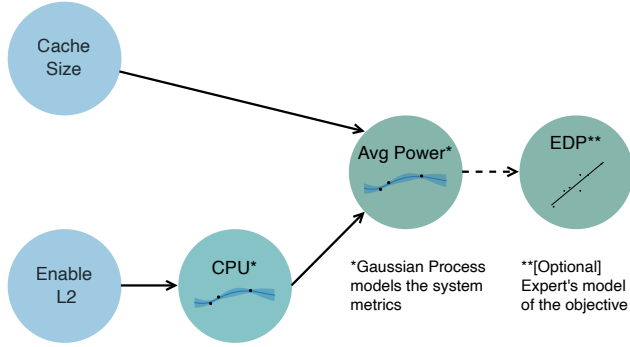 Cache
Size
Avg Power*
EDP**
Enable
L2
CPU*
*Gaussian Process
models the system
metrics
**[Optional]
Expert's model
of the objective